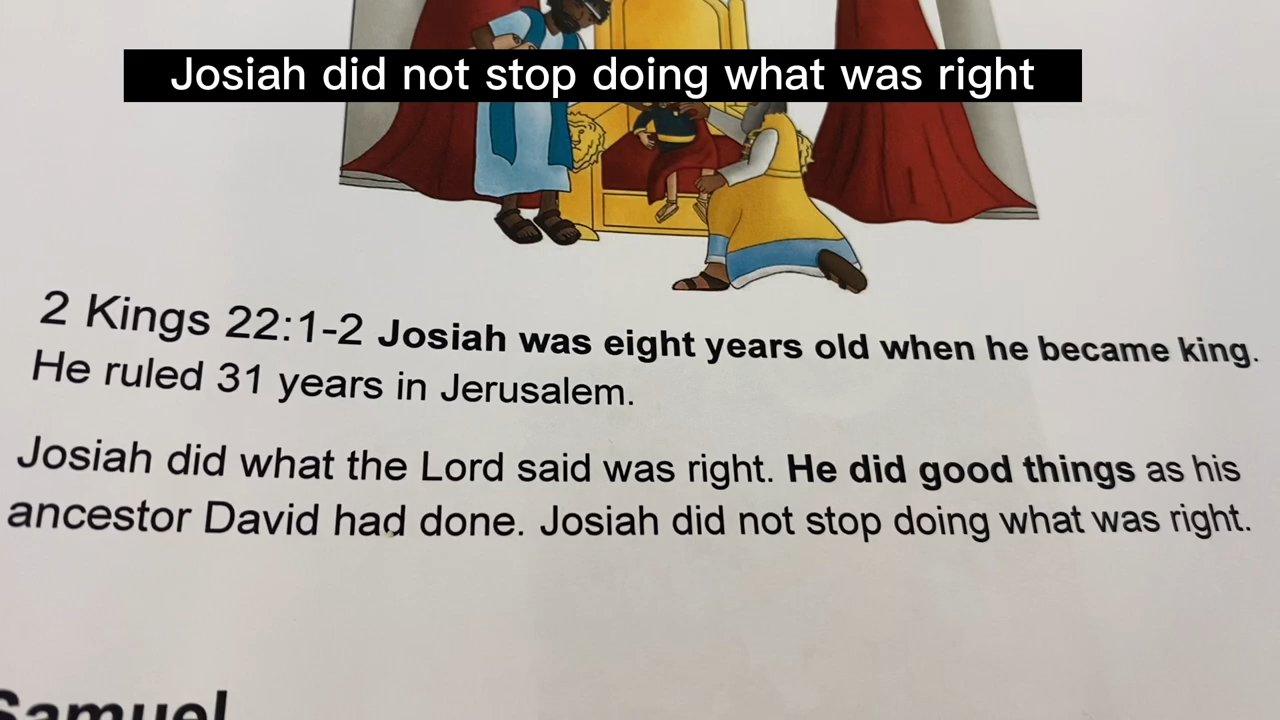 Josiah did not stop doing what was right
2 Kings 22:1-2 Josiah was eight years old when he became king.
He ruled 31 years in Jerusalem.
Josiah did what the Lord said was right. He did good things as his
ancestor David had done. Josiah did not stop doing what was right.
Samuel